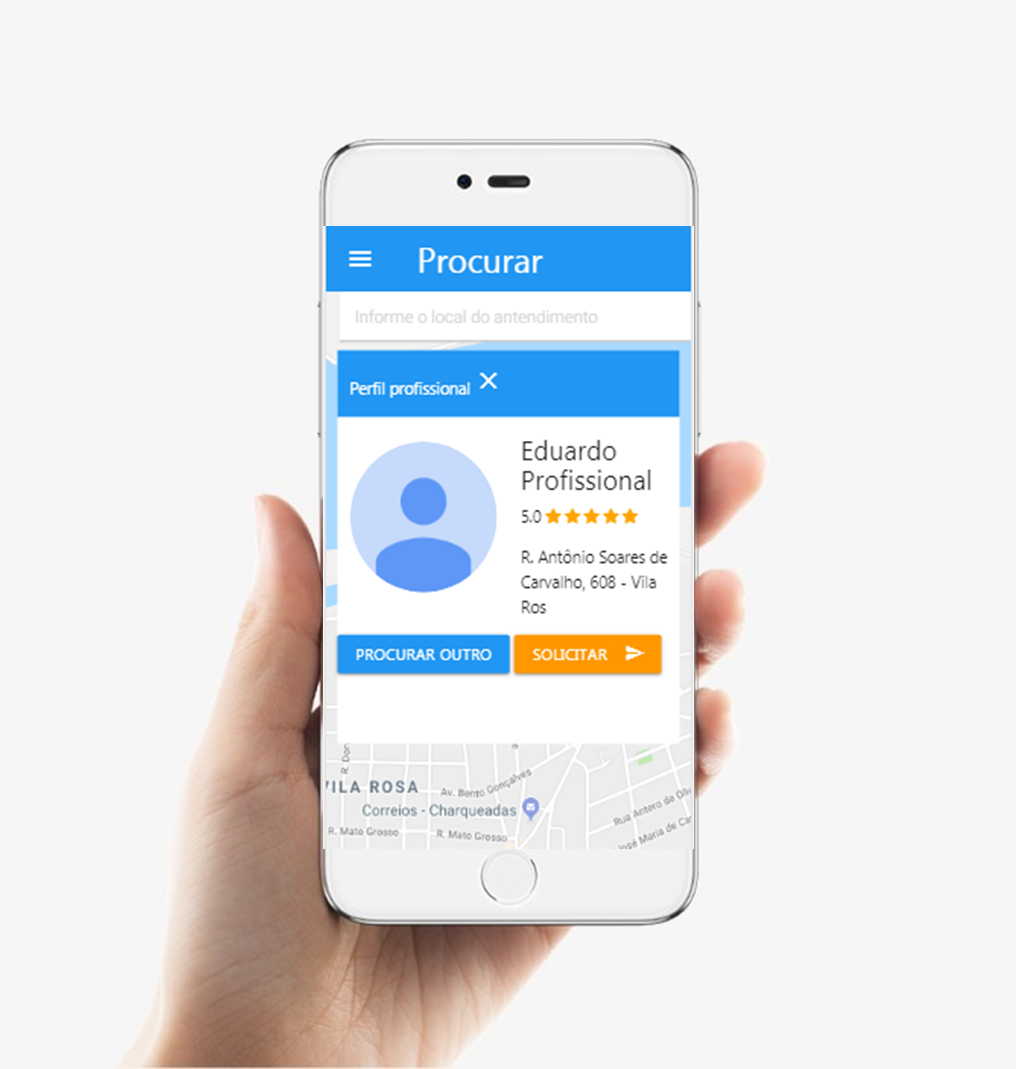 Procurar
Informe o local do antendimento
Perfil profissional
Eduardo
Profissional
5.0
R. Antônio Soares de
Carvalho, 608 - Vila
Ros
PROCURAR OUTRO
SOLICITAR
R. Don
VILA ROSA
Av. Bento Gonçalves
Correios - Charqueadas
R. Mato Grosso
R. Mato Grosso
Rua Antero de Oliv
José Maria de Car